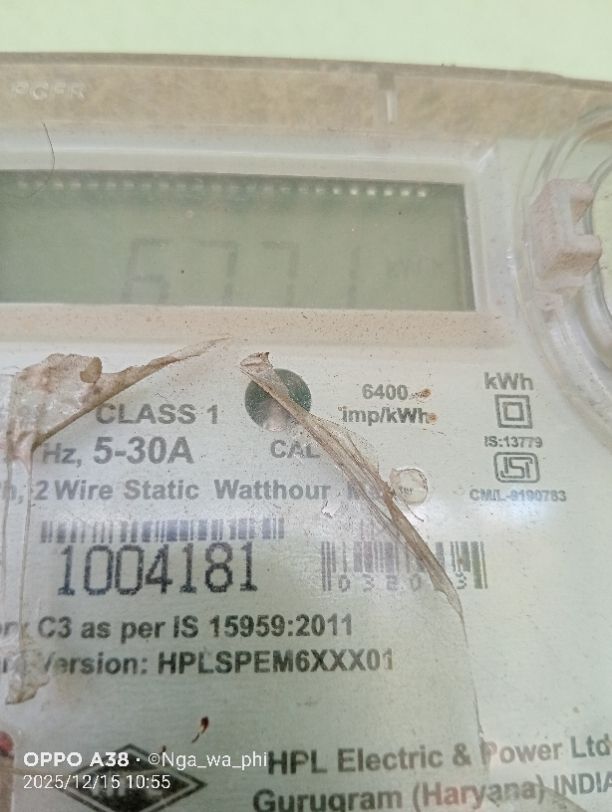 6771
6400
imp/kWh
kWh
CLASS 1
Hz, 5-30A
CAL
IS:13779
2 Wire Static Watthour
CM/L-9190783
1004181
C3 as per IS 15959:2011
Version: HPLSPEM6XXX01
HPL Electric & Power Ltd
Gurugram (Haryana) INDIA
OPPO A38 · ©Nga_wa_phi
2025/12/15 10:55